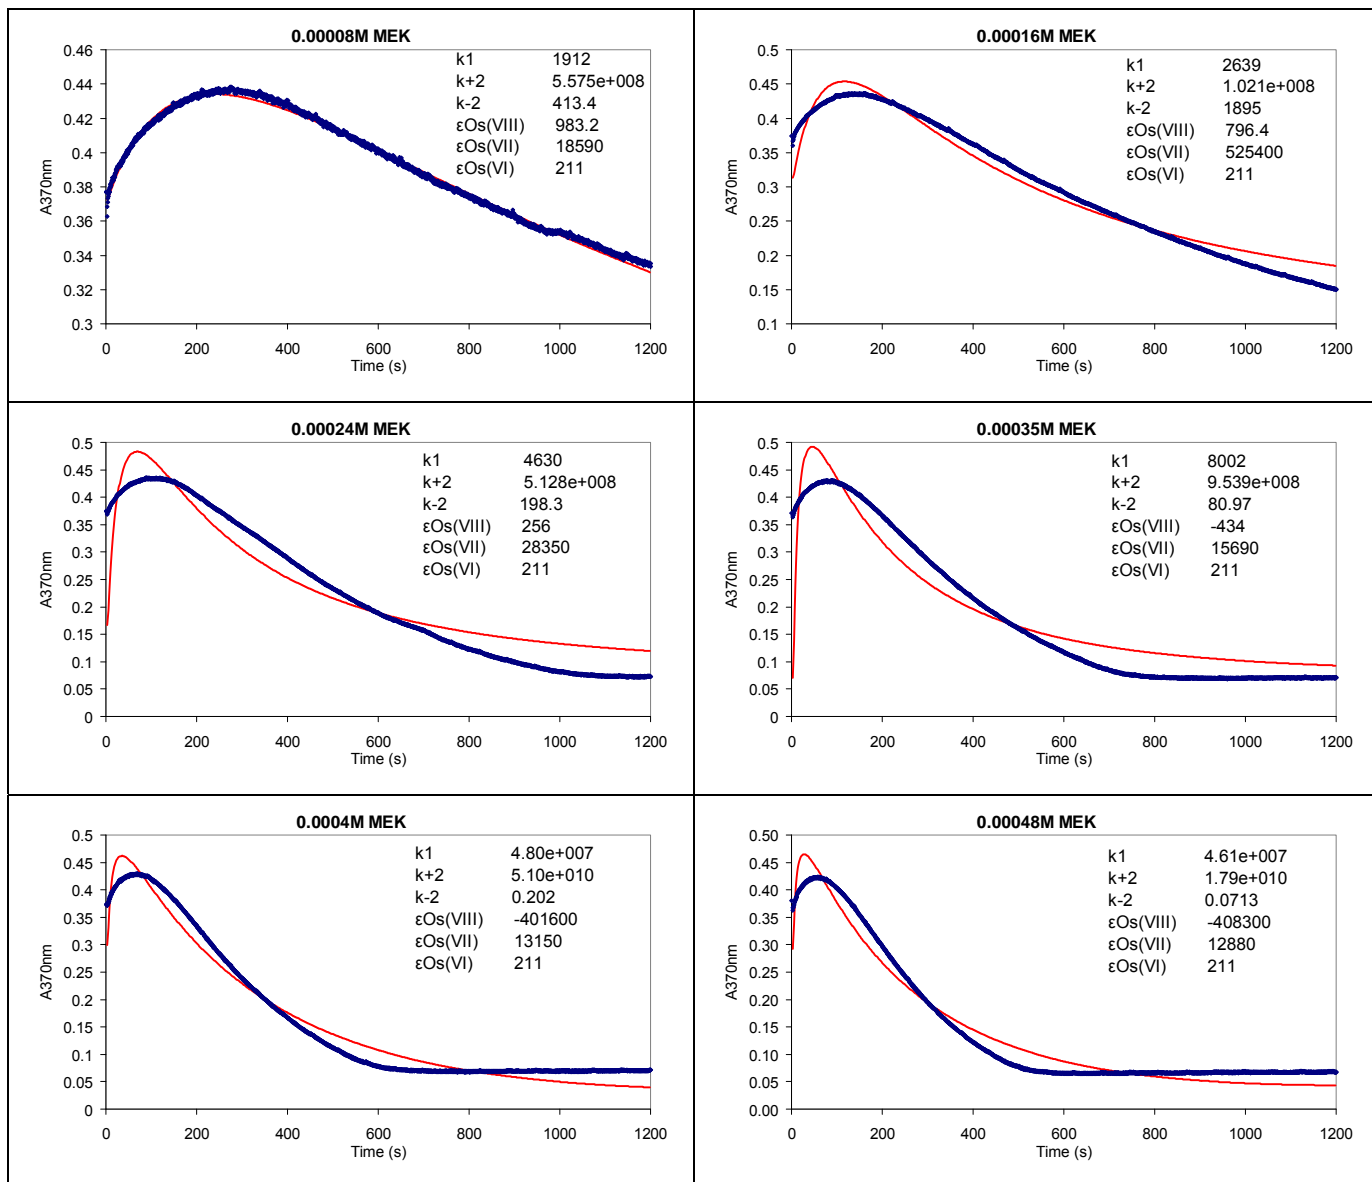 0.00008M MEK
k1 1912
k+2 5.575e+008
k-2 413.4
εOs(VIII) 983.2
εOs(VII) 18590
εOs(VI) 211
A370nm
0.46
0.44
0.42
0.4
0.38
0.36
0.34
0.32
0.3
0 200 400 600 800 1000 1200
Time (s)
0.00016M MEK
k1 2639
k+2 1.021e+008
k-2 1895
εOs(VIII) 796.4
εOs(VII) 525400
εOs(VI) 211
A370nm
0.5
0.45
0.4
0.35
0.3
0.25
0.2
0.15
0.1
0 200 400 600 800 1000 1200
Time (s)
0.00024M MEK
k1 4630
k+2 5.128e+008
k-2 198.3
εOs(VIII) 256
εOs(VII) 28350
εOs(VI) 211
A370nm
0.5
0.45
0.4
0.35
0.3
0.25
0.2
0.15
0.1
0.05
0
0 200 400 600 800 1000 1200
Time (s)
0.00035M MEK
k1 8002
k+2 9.539e+008
k-2 80.97
εOs(VIII) -434
εOs(VII) 15690
εOs(VI) 211
A370nm
0.5
0.45
0.4
0.35
0.3
0.25
0.2
0.15
0.1
0.05
0
0 200 400 600 800 1000 1200
Time (s)
0.0004M MEK
k1 4.80e+007
k+2 5.10e+010
k-2 0.202
εOs(VIII) -401600
εOs(VII) 13150
εOs(VI) 211
A370nm
0.5
0.45
0.4
0.35
0.3
0.25
0.2
0.15
0.1
0.05
0
0 200 400 600 800 1000 1200
Time (s)
0.00048M MEK
k1 4.61e+007
k+2 1.79e+010
k-2 0.0713
εOs(VIII) -408300
εOs(VII) 12880
εOs(VI) 211
A370nm
0.50
0.45
0.40
0.35
0.30
0.25
0.20
0.15
0.10
0.05
0.00
0 200 400 600 800 1000 1200
Time (s)